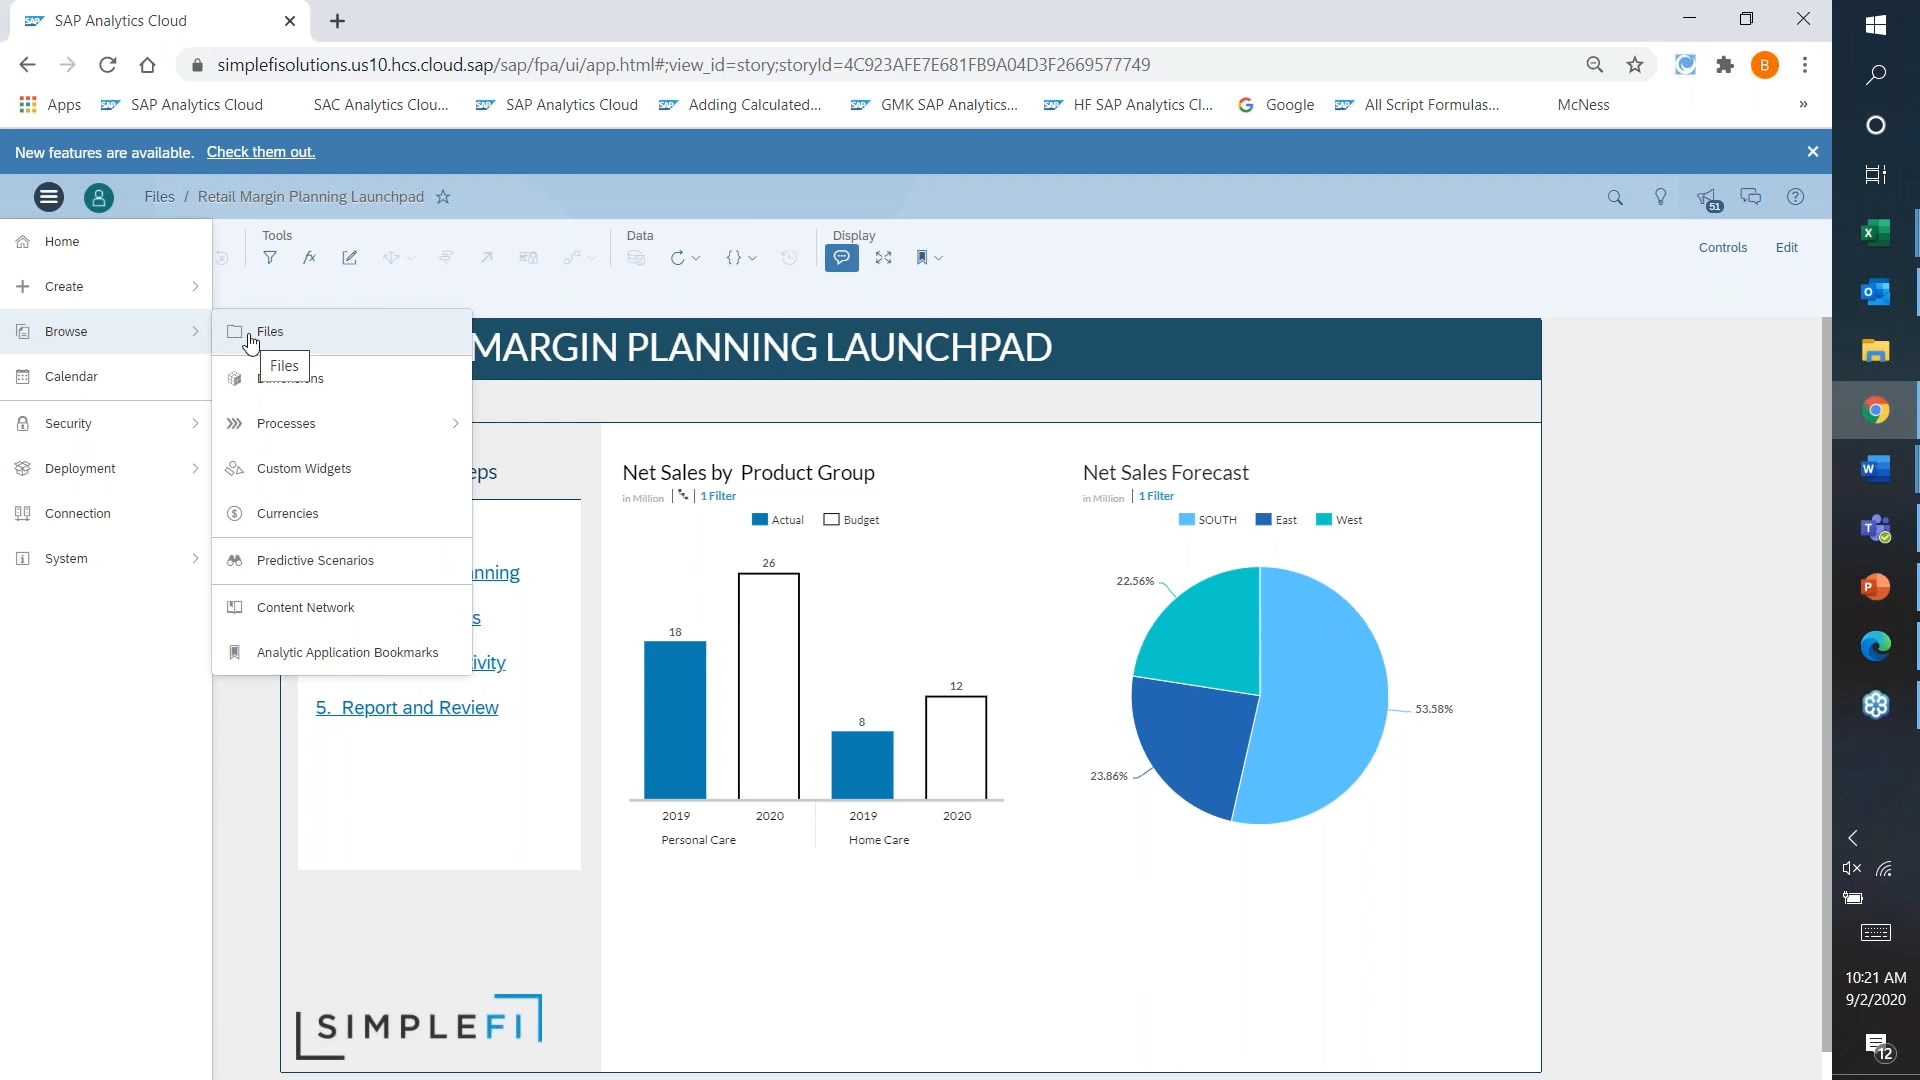 SAP Analytics Cloud
simplefisolutions.us10.hcs.cloud.sap/sap/fpa/ui/app.html#;view_id=story;storyId=4C923AFE7E681FB9A04D3F2669577749
B
Apps SAP Analytics Cloud SAC Analytics Clou... SAP Analytics Cloud Adding Calculated... GMK SAP Analytics... HF SAP Analytics Cl... Google All Script Formulas... McNess »
New features are available. Check them out.
Files / Retail Margin Planning Launchpad
51
Home
Create
Browse
Calendar
Security
Deployment
Connection
System
Tools
Data
Display
Controls Edit
Files
Files
Processes
Custom Widgets
Currencies
Predictive Scenarios
Content Network
Analytic Application Bookmarks
MARGIN PLANNING LAUNCHPAD
eps
nning
s
ivity
5. Report and Review
Net Sales by Product Group
in Million 1 Filter
Actual Budget
18
26
8
12
2019 2020 2019 2020
Personal Care Home Care
Net Sales Forecast
in Million 1 Filter
SOUTH East West
22.56%
53.58%
23.86%
SIMPLEFI
10:21 AM
9/2/2020
12